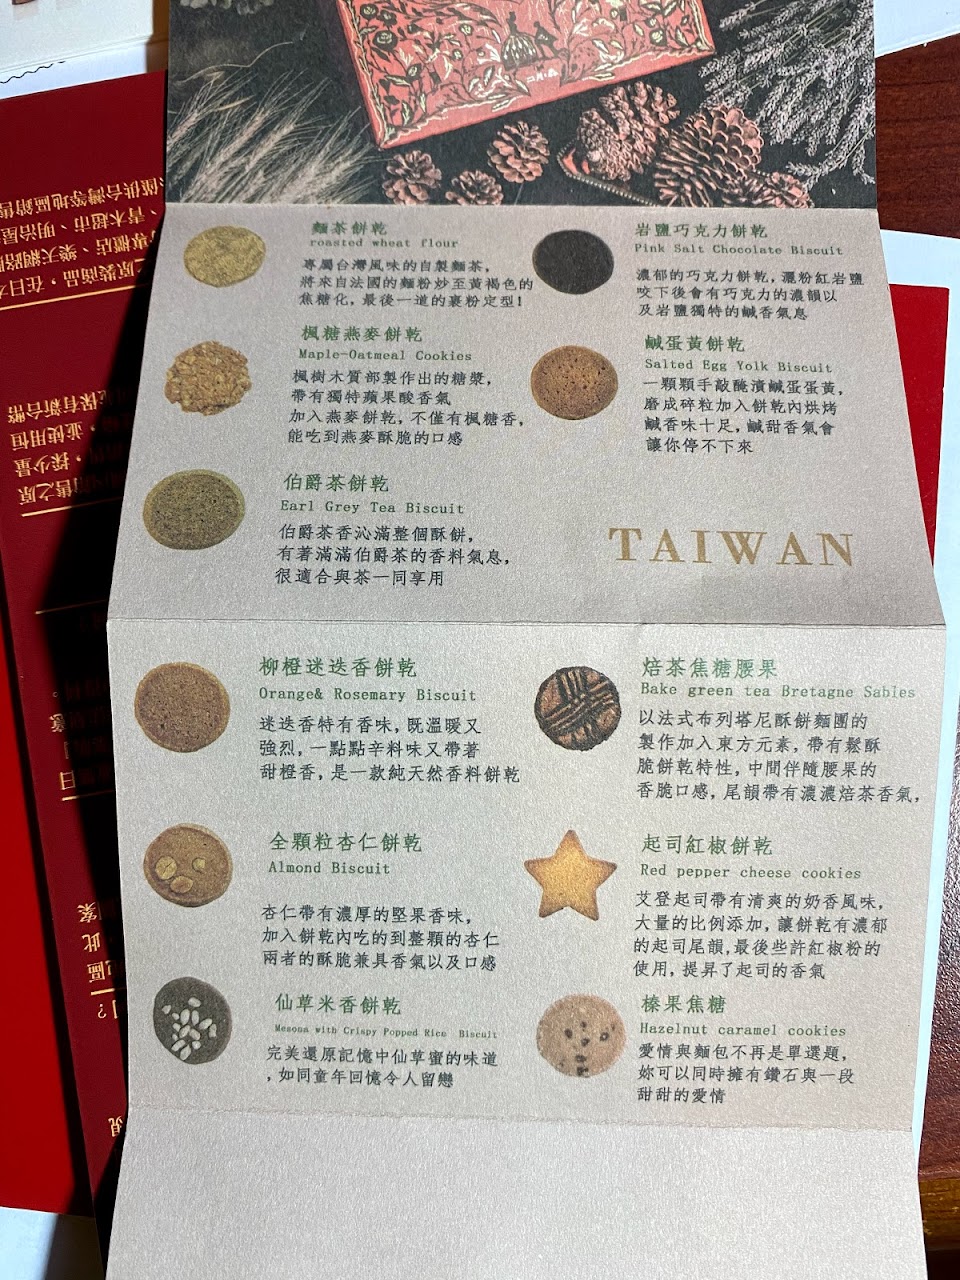 麵茶餅乾
roasted wheat flour
專屬台灣風味的自製麵茶，
將來自法國的麵粉炒至黃褐色的
焦糖化，最後一道的裹粉定型！
岩鹽巧克力餅乾
Pink Salt Chocolate Biscuit
濃郁的巧克力餅乾，灑粉紅岩鹽
咬下後會有巧克力的濃韻以
及岩鹽獨特的鹹香氣息
楓糖燕麥餅乾
Maple-Oatmeal Cookies
楓樹木質部製作出的糖漿，
帶有獨特蘋果酸香氣
加入燕麥餅乾，不僅有楓糖香，
能吃到燕麥酥脆的口感
鹹蛋黃餅乾
Salted Egg Yolk Biscuit
一顆顆手敲醃漬鹹蛋蛋黃，
磨成碎粒加入餅乾內烘烤
鹹香味十足，鹹甜香氣會
讓你停不下來
伯爵茶餅乾
Earl Grey Tea Biscuit
伯爵茶香沁滿整個酥餅，
有著滿滿伯爵茶的香料氣息，
很適合與茶一同享用
TAIWAN
柳橙迷迭香餅乾
Orange& Rosemary Biscuit
迷迭香特有香味，既溫暖又
強烈，一點點辛料味又帶著
甜橙香，是一款純天然香料餅乾
焙茶焦糖腰果
Bake green tea Bretagne Sables
以法式布列塔尼酥餅麵團的
製作加入東方元素，帶有鬆酥
脆餅乾特性，中間伴隨腰果的
香脆口感，尾韻帶有濃濃焙茶香氣，
全顆粒杏仁餅乾
Almond Biscuit
杏仁帶有濃厚的堅果香味，
加入餅乾內吃的到整顆的杏仁
兩者的酥脆兼具香氣以及口感
起司紅椒餅乾
Red pepper cheese cookies
艾登起司帶有清爽的奶香風味，
大量的比例添加，讓餅乾有濃郁
的起司尾韻，最後些許紅椒粉的
使用，提昇了起司的香氣
仙草米香餅乾
Mesona with Crispy Popped Rice Biscuit
完美還原記憶中仙草蜜的味道
，如同童年回憶令人留戀
榛果焦糖
Hazelnut caramel cookies
愛情與麵包不再是單選題，
妳可以同時擁有鑽石與一段
甜甜的愛情